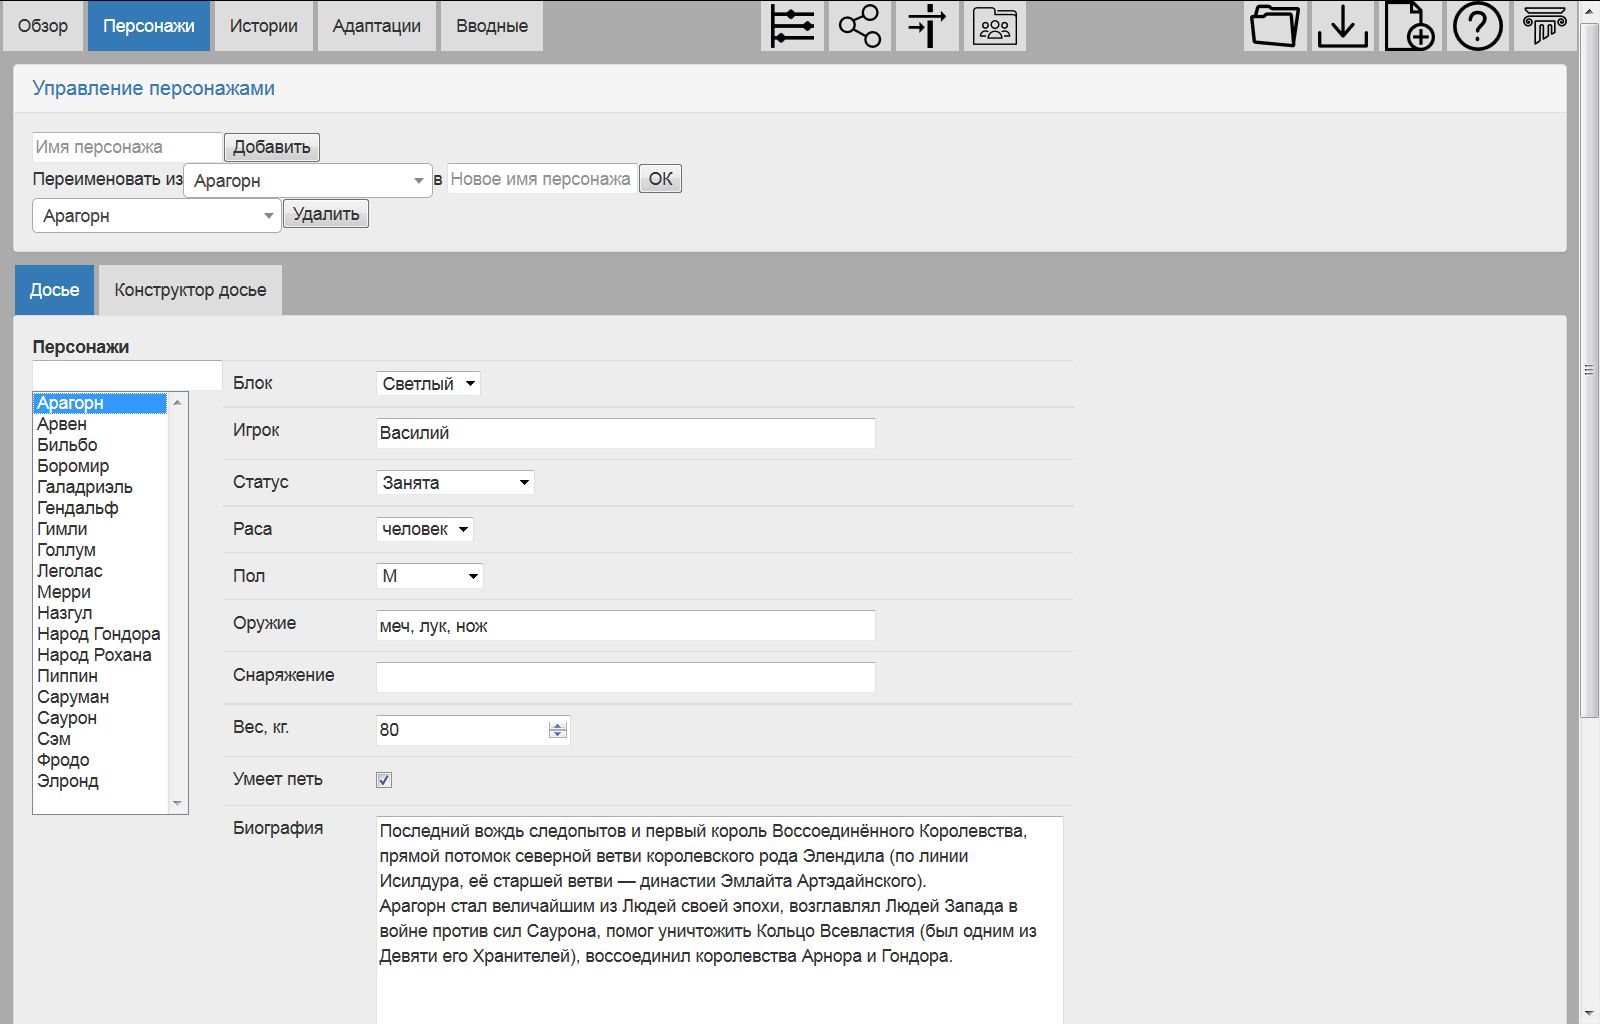 Обзор Персонажи Истории Адаптации Вводные
Управление персонажами
Имя персонажа Добавить
Переименовать из Арагорн в Новое имя персонажа ОК
Арагорн Удалить
Досье Конструктор досье
Персонажи
Арагорн
Арвен
Бильбо
Боромир
Галадриэль
Гендальф
Гимли
Голлум
Леголас
Мерри
Назгул
Народ Гондора
Народ Рохана
Пиппин
Саруман
Саурон
Сэм
Фродо
Элронд
Блок Светлый
Игрок Василий
Статус Занята
Раса человек
Пол М
Оружие меч, лук, нож
Снаряжение
Вес, кг. 80
Умеет петь
Биография Последний вождь следопытов и первый король Воссоединённого Королевства,
прямой потомок северной ветви королевского рода Элендила (по линии
Исилдура, её старшей ветви — династии Эмлайта Артэдайнского).
Арагорн стал величайшим из Людей своей эпохи, возглавлял Людей Запада в
войне против сил Саурона, помог уничтожить Кольцо Всевластия (был одним из
Девяти его Хранителей), воссоединил королевства Арнора и Гондора.